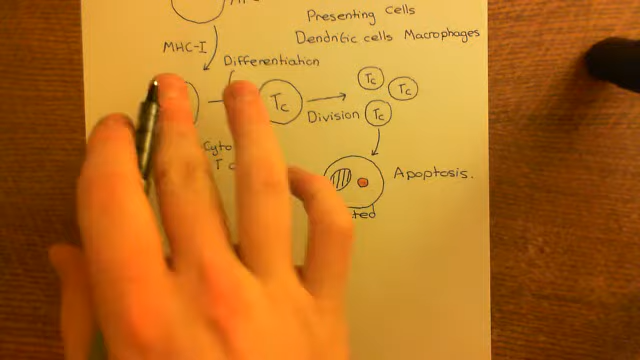 Presenting Cells
Dendritic cells Macrophages
MHC-I
Differentiation
Tc
Tc
Tc
Tc
Division
Apoptosis.